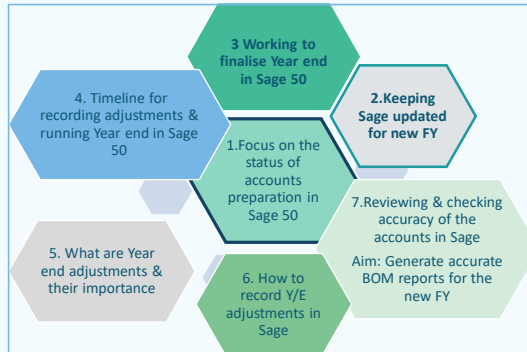 3 Working to
finalise Year end
in Sage 50
4. Timeline for
recording adjustments &
running Year end in Sage
50
2.Keeping
Sage updated
for new FY
1.Focus on the
status of
accounts
preparation in
Sage 50
7.Reviewing & checking
accuracy of the
accounts in Sage
Aim: Generate accurate
BOM reports for the
new FY
5. What are Year
end adjustments &
their importance
6. How to
record Y/E
adjustments in
Sage